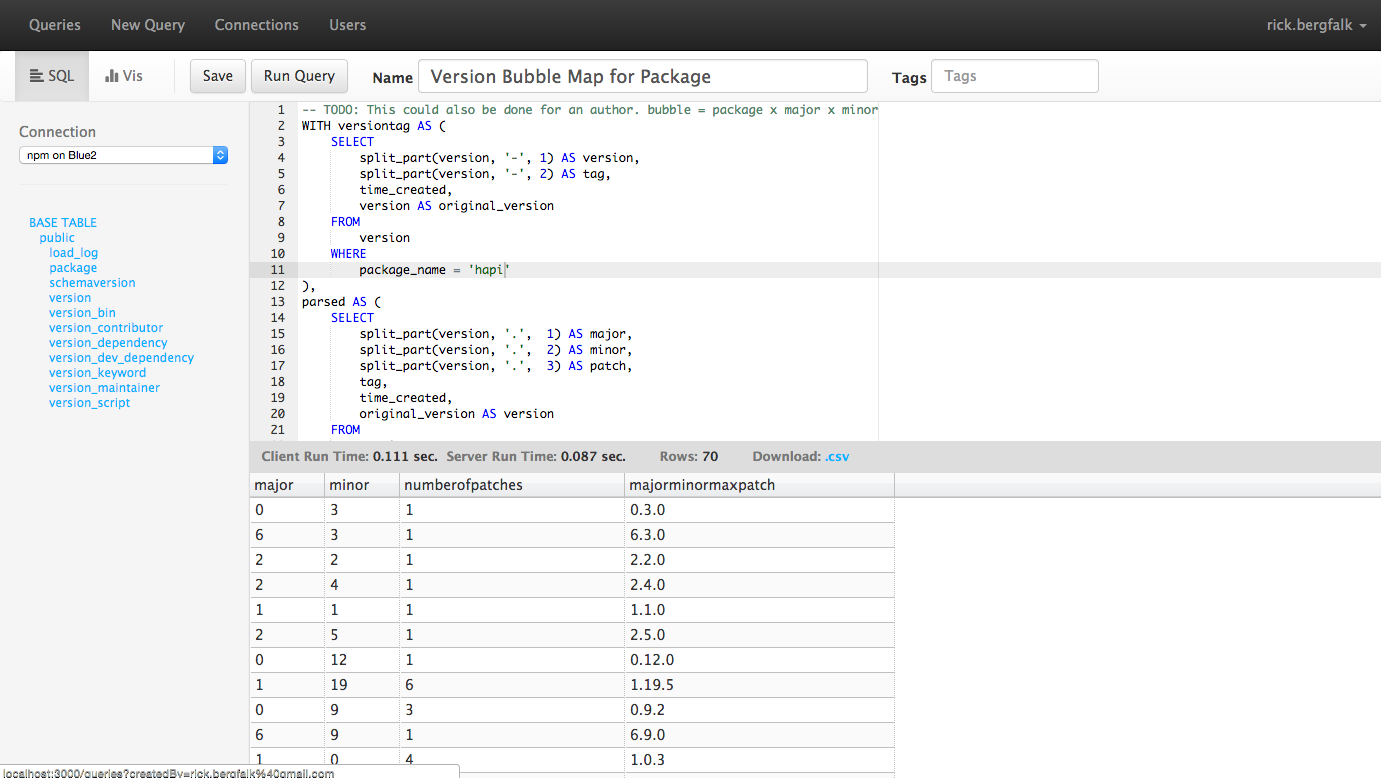 Queries New Query Connections Users rick.bergfalk
SQL Vis Save Run Query Name Version Bubble Map for Package Tags Tags
Connection
npm on Blue2
BASE TABLE
public
load_log
package
schemaversion
version
version_bin
version_contributor
version_dependency
version_dev_dependency
version_keyword
version_maintainer
version_script
1 -- TODO: This could also be done for an author. bubble = package x major x minor
2 WITH versiontag AS (
3 SELECT
4 split_part(version, '-', 1) AS version,
5 split_part(version, '-', 2) AS tag,
6 time_created,
7 version AS original_version
8 FROM
9 version
10 WHERE
11 package_name = 'hapi'
12 ),
13 parsed AS (
14 SELECT
15 split_part(version, '.', 1) AS major,
16 split_part(version, '.', 2) AS minor,
17 split_part(version, '.', 3) AS patch,
18 tag,
19 time_created,
20 original_version AS version
21 FROM
Client Run Time: 0.111 sec. Server Run Time: 0.087 sec. Rows: 70 Download: .csv
major minor numberofpatches majorminormaxpatch
0 3 1 0.3.0
6 3 1 6.3.0
2 2 1 2.2.0
2 4 1 2.4.0
1 1 1 1.1.0
2 5 1 2.5.0
0 12 1 0.12.0
1 19 6 1.19.5
0 9 3 0.9.2
6 9 1 6.9.0
1 0 4 1.0.3
localhost:3000/queries?createdBy=rick.bergfalk%40gmail.com